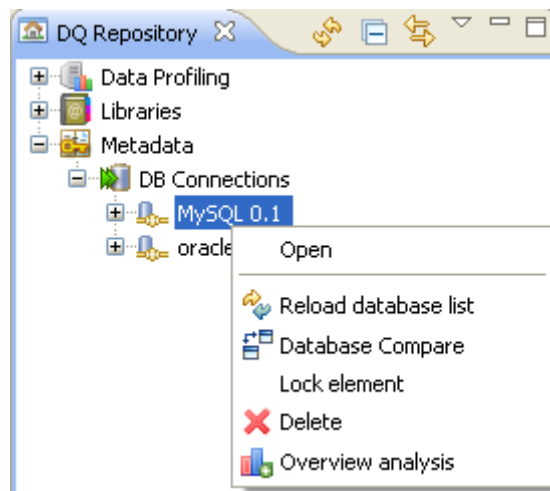 DQ Repository
Data Profiling
Libraries
Metadata
DB Connections
MySQL 0.1
oracle
Open
Reload database list
Database Compare
Lock element
Delete
Overview analysis